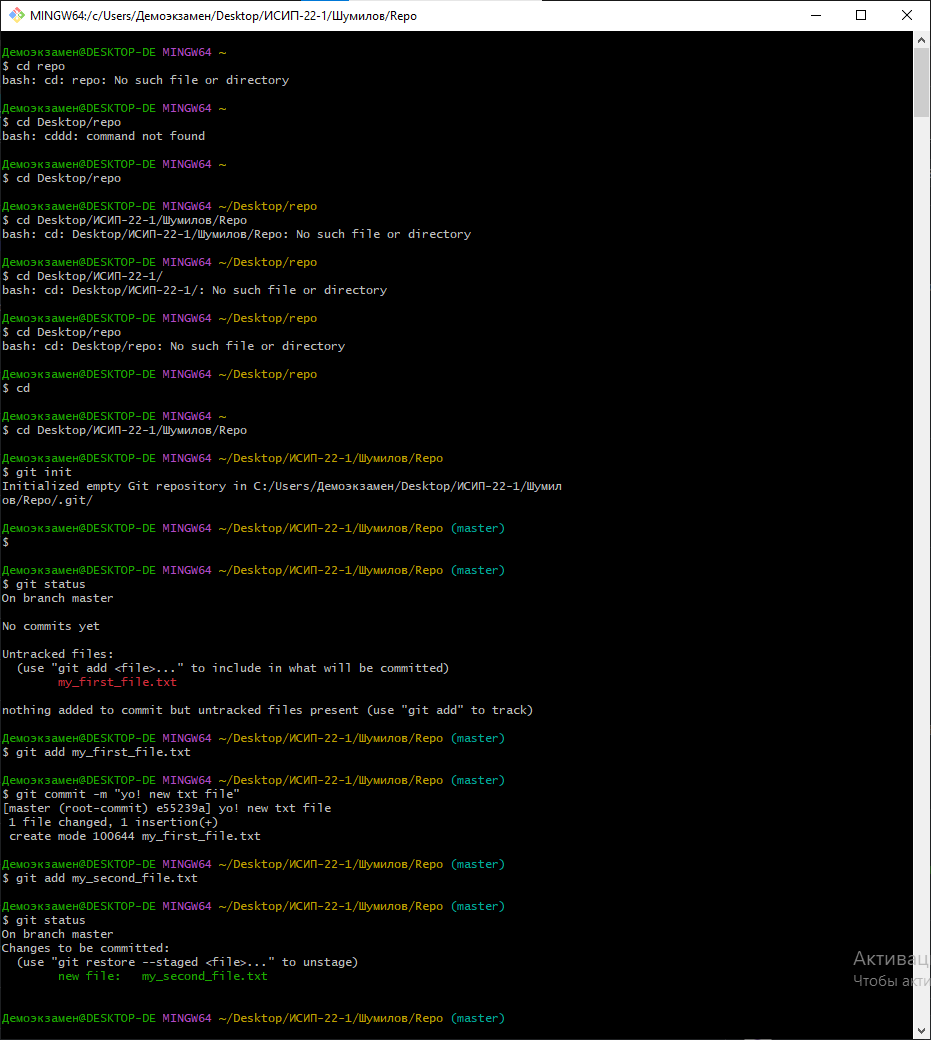 MINGW64:/c/Users/Демоэкзамен/Desktop/ИСИП-22-1/Шумилов/Repo
Демоэкзамен@DESKTOP-DE MINGW64 ~
$ cd repo
bash: cd: repo: No such file or directory
Демоэкзамен@DESKTOP-DE MINGW64 ~
$ cd Desktop/repo
bash: cddd: command not found
Демоэкзамен@DESKTOP-DE MINGW64 ~
$ cd Desktop/repo
Демоэкзамен@DESKTOP-DE MINGW64 ~/Desktop/repo
$ cd Desktop/ИСИП-22-1/Шумилов/Repo
bash: cd: Desktop/ИСИП-22-1/Шумилов/Repo: No such file or directory
Демоэкзамен@DESKTOP-DE MINGW64 ~/Desktop/repo
$ cd Desktop/ИСИП-22-1/
bash: cd: Desktop/ИСИП-22-1/: No such file or directory
Демоэкзамен@DESKTOP-DE MINGW64 ~/Desktop/repo
$ cd Desktop/repo
bash: cd: Desktop/repo: No such file or directory
Демоэкзамен@DESKTOP-DE MINGW64 ~/Desktop/repo
$ cd
Демоэкзамен@DESKTOP-DE MINGW64 ~
$ cd Desktop/ИСИП-22-1/Шумилов/Repo
Демоэкзамен@DESKTOP-DE MINGW64 ~/Desktop/ИСИП-22-1/Шумилов/Repo
$ git init
Initialized empty Git repository in C:/Users/Демоэкзамен/Desktop/ИСИП-22-1/Шумил
ов/Repo/.git/
Демоэкзамен@DESKTOP-DE MINGW64 ~/Desktop/ИСИП-22-1/Шумилов/Repo (master)
$
Демоэкзамен@DESKTOP-DE MINGW64 ~/Desktop/ИСИП-22-1/Шумилов/Repo (master)
$ git status
On branch master
No commits yet
Untracked files:
(use "git add <file>..." to include in what will be committed)
my_first_file.txt
nothing added to commit but untracked files present (use "git add" to track)
Демоэкзамен@DESKTOP-DE MINGW64 ~/Desktop/ИСИП-22-1/Шумилов/Repo (master)
$ git add my_first_file.txt
Демоэкзамен@DESKTOP-DE MINGW64 ~/Desktop/ИСИП-22-1/Шумилов/Repo (master)
$ git commit -m "yo! new txt file"
[master (root-commit) e55239a] yo! new txt file
1 file changed, 1 insertion(+)
create mode 100644 my_first_file.txt
Демоэкзамен@DESKTOP-DE MINGW64 ~/Desktop/ИСИП-22-1/Шумилов/Repo (master)
$ git add my_second_file.txt
Демоэкзамен@DESKTOP-DE MINGW64 ~/Desktop/ИСИП-22-1/Шумилов/Repo (master)
$ git status
On branch master
Changes to be committed:
(use "git restore --staged <file>..." to unstage)
new file:   my_second_file.txt
Активац
Чтобы акти
Демоэкзамен@DESKTOP-DE MINGW64 ~/Desktop/ИСИП-22-1/Шумилов/Repo (master)